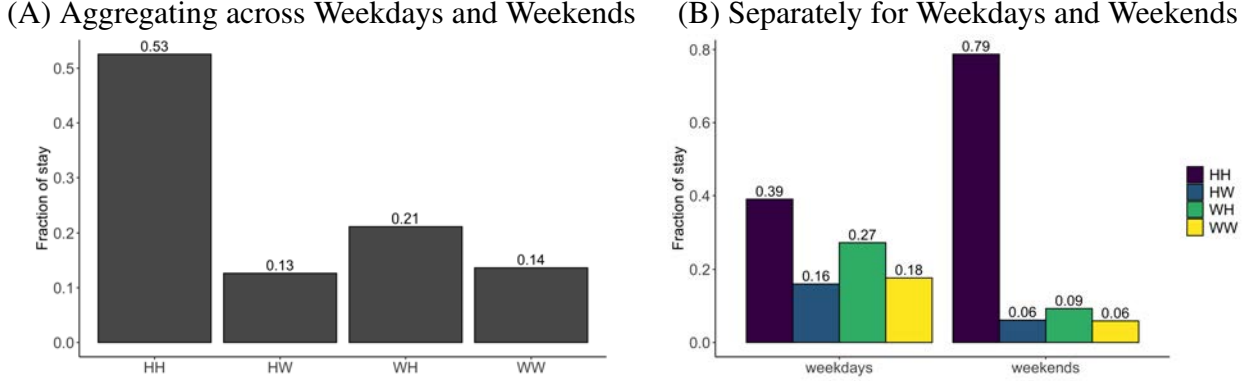 (A) Aggregating across Weekdays and Weekends
0.53
0.5
0.4
0.3
0.2
0.1
0.0
Fraction of stay
0.13
0.21
0.14
HH
HW
WH
WW
(B) Separately for Weekdays and Weekends
0.79
0.8
0.6
0.4
0.2
0.0
Fraction of stay
0.39
0.16
0.27
0.18
0.06
0.09
0.06
weekdays
weekends
HH
HW
WH
WW